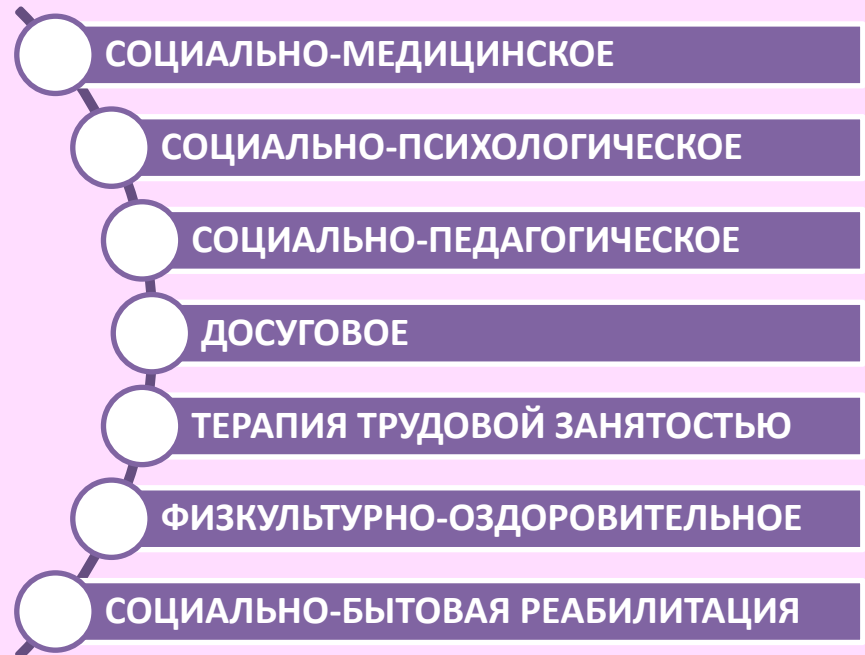 СОЦИАЛЬНО-МЕДИЦИНСКОЕ
СОЦИАЛЬНО-ПСИХОЛОГИЧЕСКОЕ
СОЦИАЛЬНО-ПЕДАГОГИЧЕСКОЕ
ДОСУГОВОЕ
ТЕРАПИЯ ТРУДОВОЙ ЗАНЯТОСТЬЮ
ФИЗКУЛЬТУРНО-ОЗДОРОВИТЕЛЬНОЕ
СОЦИАЛЬНО-БЫТОВАЯ РЕАБИЛИТАЦИЯ